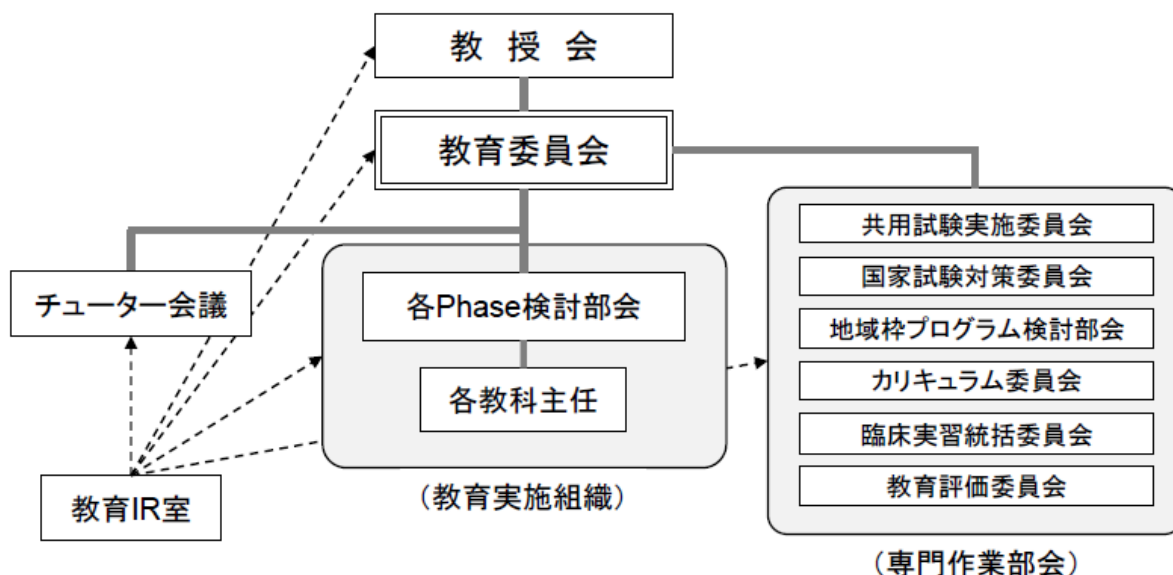 教 授 会
教育委員会
チューター会議
各Phase検討部会
各教科主任
教育IR室
（教育実施組織）
共用試験実施委員会
国家試験対策委員会
地域枠プログラム検討部会
カリキュラム委員会
臨床実習統括委員会
教育評価委員会
（専門作業部会）